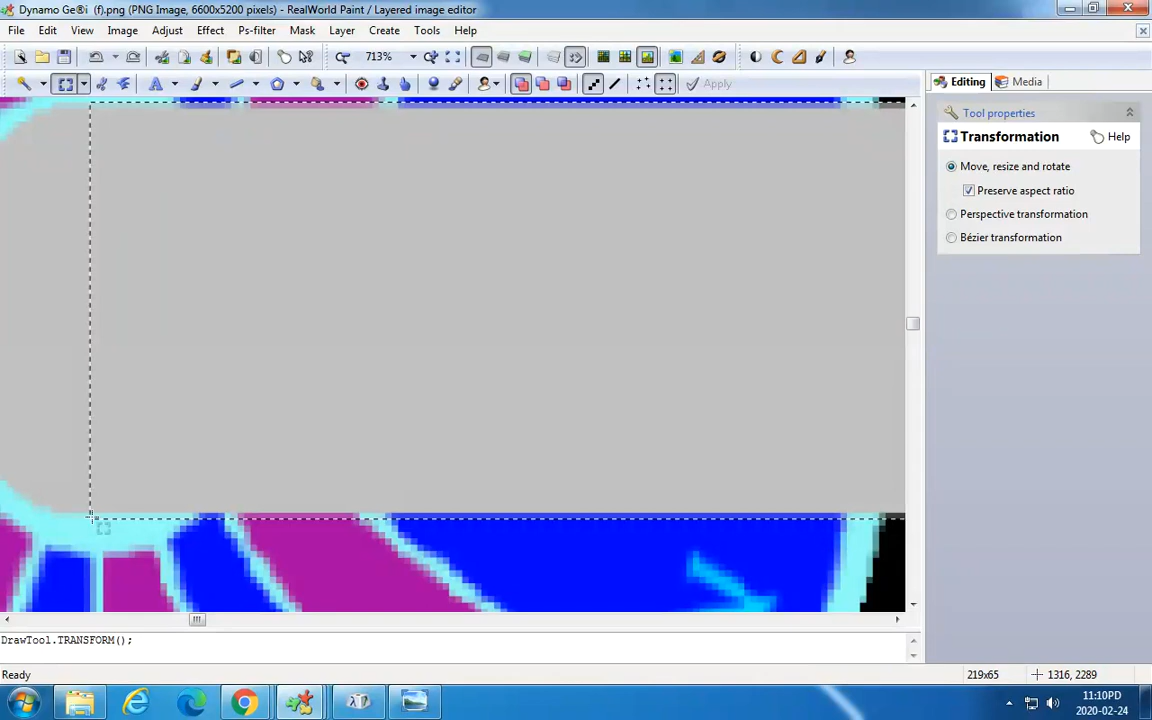 Dynamo Ge®i  (f).png (PNG Image, 6600x5200 pixels) - RealWorld Paint / Layered image editor
File Edit View Image Adjust Effect Ps-filter Mask Layer Create Tools Help
713%
Apply
Editing Media
Tool properties
Transformation Help
Move, resize and rotate
Preserve aspect ratio
Perspective transformation
Bézier transformation
DrawTool.TRANSFORM();
Ready 219x65 1316, 2289
11:10PD
2020-02-24